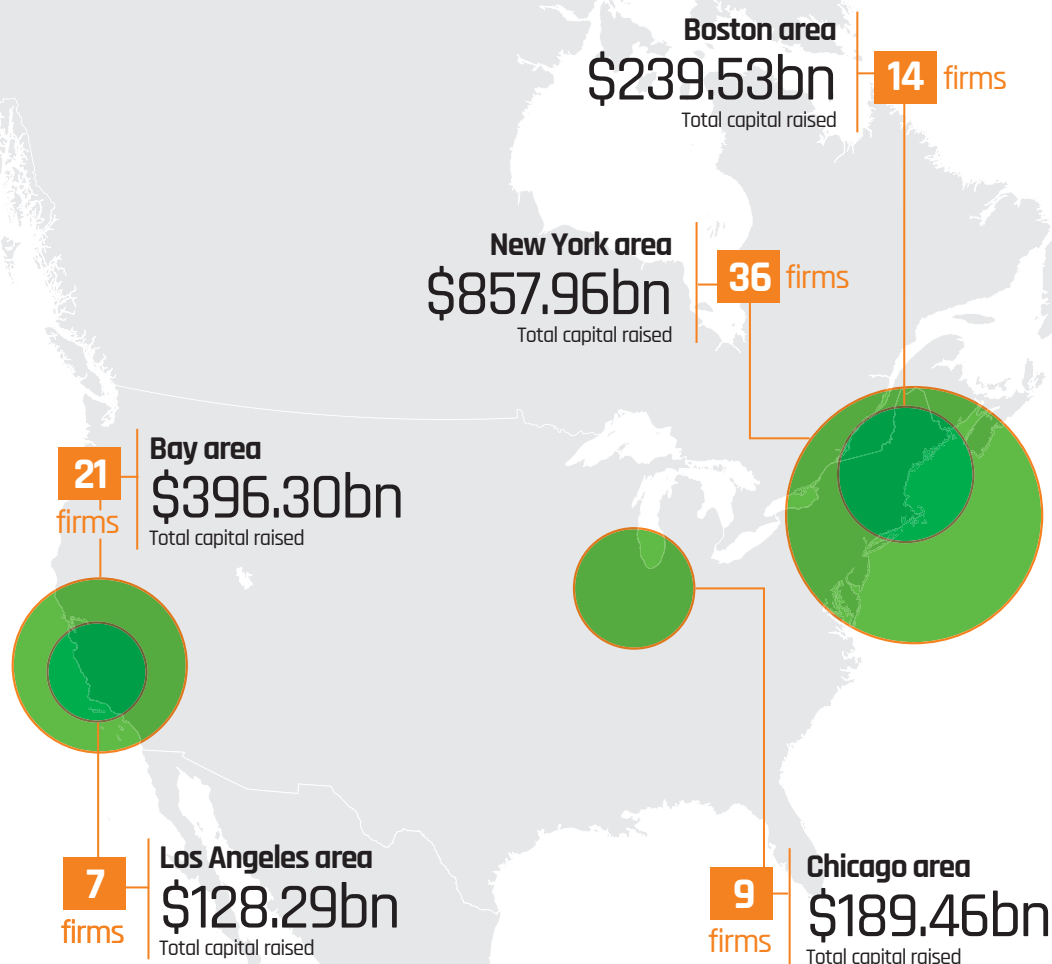 Boston area
$239.53bn
Total capital raised
14 firms
New York area
$857.96bn
Total capital raised
36 firms
21
firms
Bay area
$396.30bn
Total capital raised
7
firms
Los Angeles area
$128.29bn
Total capital raised
9
firms
Chicago area
$189.46bn
Total capital raised